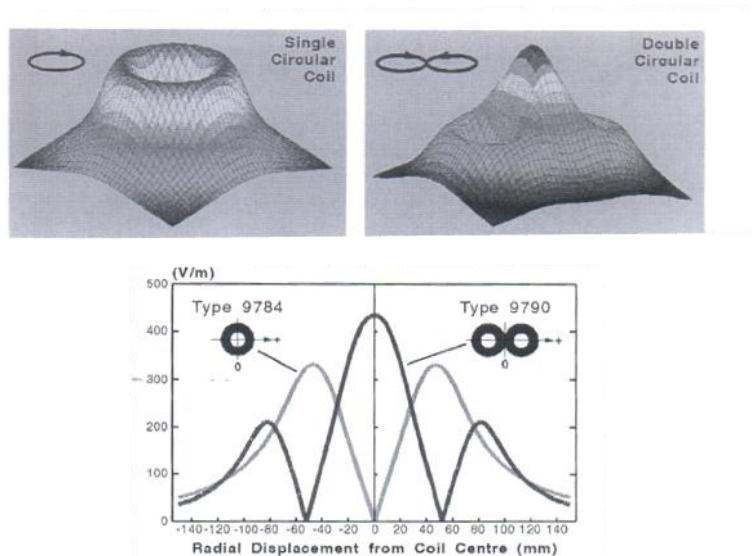 Single
Circular
Coil
Double
Circular
Coil
(V/m)
500
400
300
200
100
0
Type 9784
+
0
Type 9790
+
0
-140-120-100-80 -60 -40 -20 0 20 40 60 80 100 120 140
Radial Displacement from Coil Centre (mm)